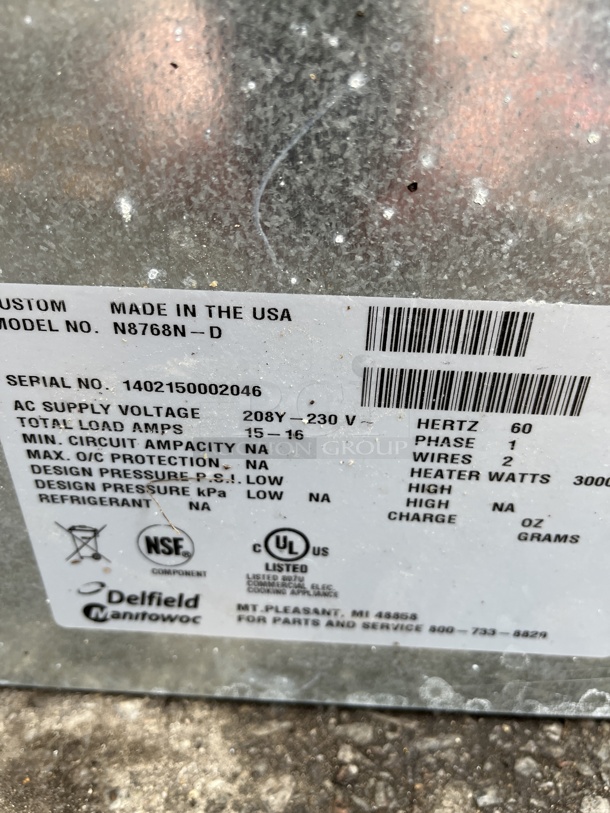 USTOM MADE IN THE USA
MODEL NO. N8768N-D
SERIAL NO. 1402150002046
AC SUPPLY VOLTAGE 208Y-230 V~ HERTZ 60
TOTAL LOAD AMPS 15-16 PHASE 1
MIN. CIRCUIT AMPACITY NA WIRES 2
MAX. O/C PROTECTION NA HEATER WATTS 3000
DESIGN PRESSURE P.S.I. LOW HIGH
DESIGN PRESSURE kPa LOW NA HIGH NA
REFRIGERANT NA CHARGE OZ
GRAMS
NSF®
COMPONENT
C UL US
LISTED
LISTED 887U
COMMERCIAL ELEC.
COOKING APPLIANCE
Delfield
Manitowoc
MT.PLEASANT, MI 48858
FOR PARTS AND SERVICE 800-733-8829
GROUP